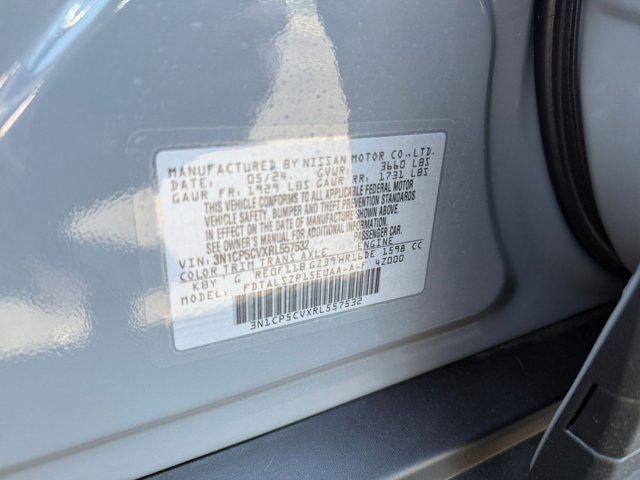 MANUFACTURED BY NISSAN MOTOR CO.,LTD.
DATE: 05/24. GVWR: 3660 LBS
GAWR FR. 1929 LBS GAWR RR: 1731 LBS
THIS VEHICLE CONFORMS TO ALL APPLICABLE FEDERAL MOTOR
VEHICLE SAFETY, BUMPER AND THEFT PREVENTION STANDARDS
IN EFFECT ON THE DATE OF MANUFACTURE SHOWN ABOVE.
SEE OWNER'S MANUAL FOR ADDITIONAL INFORMATION.
VIN: 3N1CP5CVXRL557532 PASSENGER CAR.
COLOR TRIM TRANS AXLE ENGINE
KBY G RE0F11B G2394 HR16DE 1598 CC
MODEL: FDTALSZP15EUAA-A-F 4Z000
3N1CP5CVXRL557532